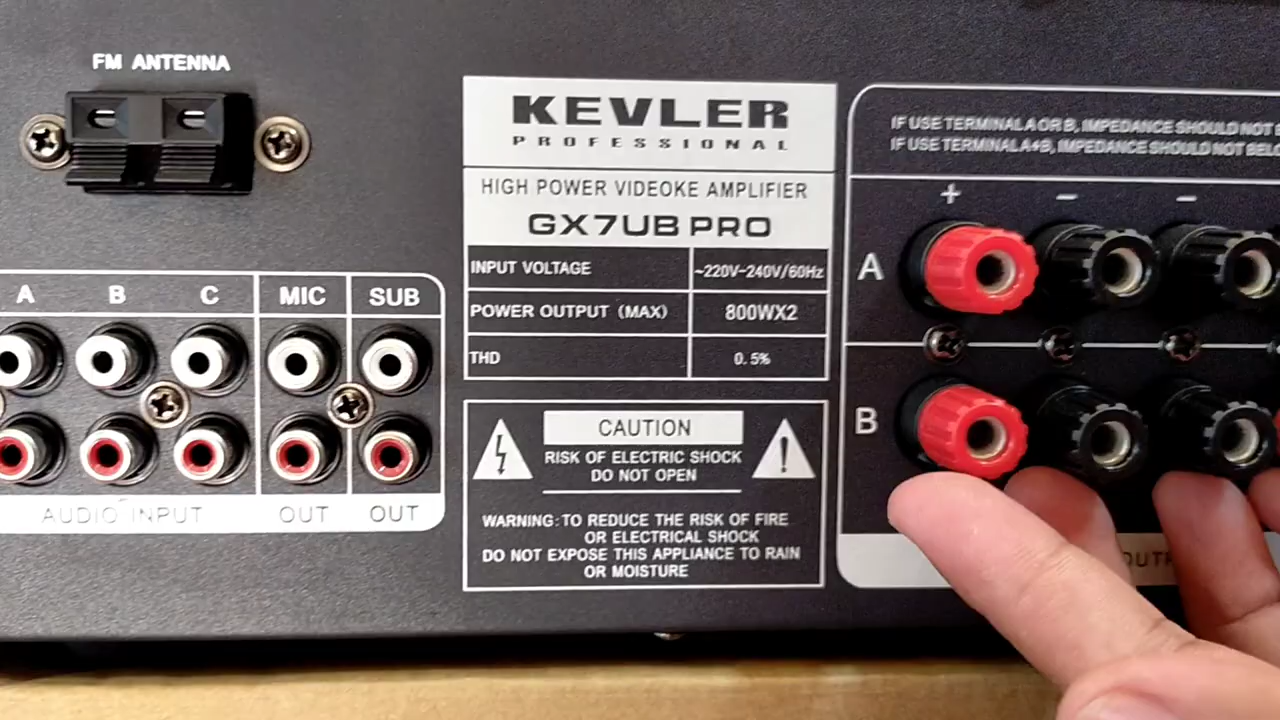 FM ANTENNA
A B C MIC SUB
AUDIO INPUT OUT OUT
KEVLER
PROFESSIONAL
HIGH POWER VIDEOKE AMPLIFIER
GX7UB PRO
INPUT VOLTAGE ~220V-240V/60Hz
POWER OUTPUT (MAX) 800WX2
THD 0.5%
CAUTION
RISK OF ELECTRIC SHOCK
DO NOT OPEN
WARNING: TO REDUCE THE RISK OF FIRE
OR ELECTRICAL SHOCK
DO NOT EXPOSE THIS APPLIANCE TO RAIN
OR MOISTURE
IF USE TERMINAL A OR B, IMPEDANCE SHOULD NOT
IF USE TERMINAL A+B, IMPEDANCE SHOULD NOT
+ − −
A
B